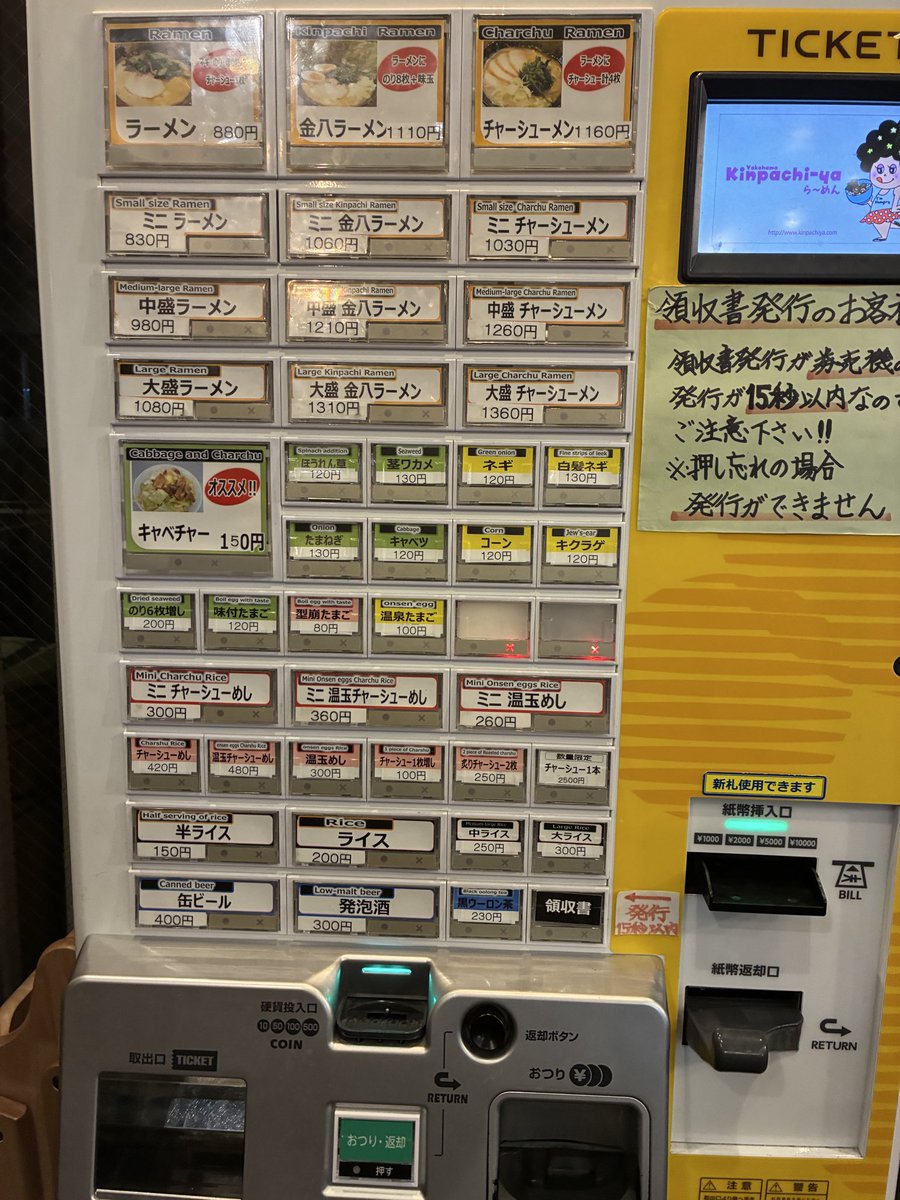 Ramen
ラーメン 880円
Kinpachi Ramen
ラーメンに
のり8枚+味玉
金八ラーメン 1110円
Charchu Ramen
ラーメンに
チャーシュー計4枚
チャーシューメン 1160円
Small size Ramen
ミニ ラーメン
830円
Small size Kinpachi Ramen
ミニ 金八ラーメン
1060円
Small size Charchu Ramen
ミニ チャーシューメン
1030円
Medium-large Ramen
中盛ラーメン
980円
Kinpachi Ramen
中盛 金八ラーメン
1210円
Medium-large Charchu Ramen
中盛 チャーシューメン
1260円
Large Ramen
大盛ラーメン
1080円
Large Kinpachi Ramen
大盛 金八ラーメン
1310円
Large Charchu Ramen
大盛 チャーシューメン
1360円
Cabbage and Charchu
オススメ!!
キャベチャー 150円
Spinach addition
ほうれん草
120円
Seaweed
茎ワカメ
130円
Green onion
ネギ
120円
Fine strips of leek
白髪ネギ
130円
Onion
たまねぎ
130円
Cabbage
キャベツ
120円
Corn
コーン
120円
Jew's-ear
キクラゲ
120円
Dried seaweed
のり6枚増し
200円
Boil egg with taste
味付たまご
120円
Boil egg with taste
型崩たまご
80円
onsen egg
温泉たまご
100円
Mini Charchu Rice
ミニ チャーシューめし
300円
Mini Onsen eggs Charchu Rice
ミニ 温玉チャーシューめし
360円
Mini Onsen eggs Rice
ミニ 温玉めし
260円
Charshu Rice
チャーシューめし
420円
onsen eggs Charshu Rice
温玉チャーシューめし
480円
onsen eggs Rice
温玉めし
300円
1 piece of Charshu
チャーシュー1枚増し
100円
2 piece of Roasted charshu
炙りチャーシュー2枚
250円
数量限定
チャーシュー1本
2500円
Half serving of rice
半ライス
150円
Rice
ライス
200円
Medium-large Rice
中ライス
250円
Large Rice
大ライス
300円
Canned beer
缶ビール
400円
Low-malt beer
発泡酒
300円
Black oolong tea
黒ウーロン茶
230円
領収書
TICKET
Yokohama
Kinpachi-ya
ら〜めん
http://www.kinpachiya.com
領収書発行のお客
領収書発行が券売機の
発行が15秒以内なので
ご注意下さい!!
※押し忘れの場合
発行ができません
新札使用できます
紙幣挿入口
¥1000 ¥2000 ¥5000 ¥10000
BILL
発行
15秒以内
紙幣返却口
RETURN
硬貨投入口
10 50 100 500
COIN
返却ボタン
取出口 TICKET
おつり ¥
RETURN
おつり・返却
押す
注意
警告